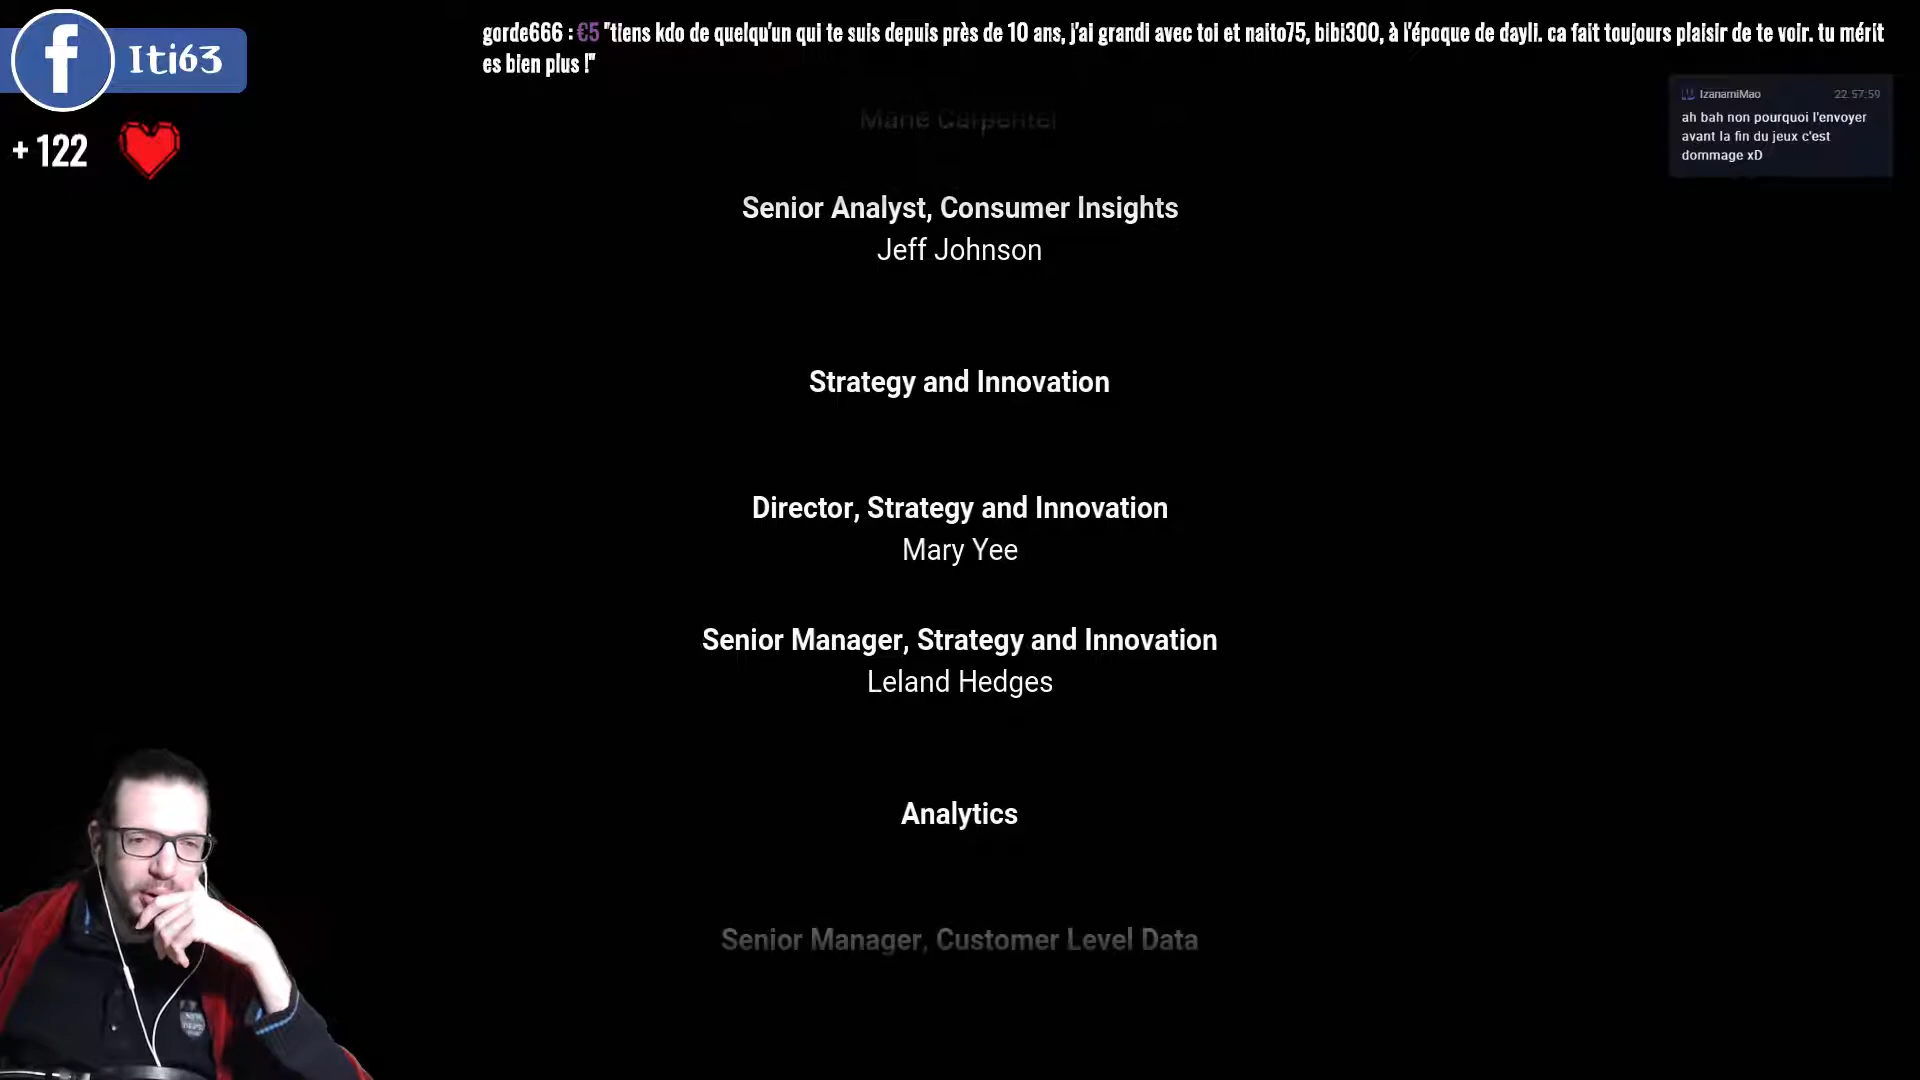 Iti63
+ 122
gorde666 : €5 "tiens kdo de quelqu'un qui te suis depuis près de 10 ans, j'ai grandi avec toi et naito75, bibi300, à l'époque de dayli. ca fait toujours plaisir de te voir. tu mérit
es bien plus !"
IzanamiMao 22:57:59
ah bah non pourquoi l'envoyer
avant la fin du jeux c'est
dommage xD
Carpenter
Senior Analyst, Consumer Insights
Jeff Johnson
Strategy and Innovation
Director, Strategy and Innovation
Mary Yee
Senior Manager, Strategy and Innovation
Leland Hedges
Analytics
Senior Manager, Customer Level Data